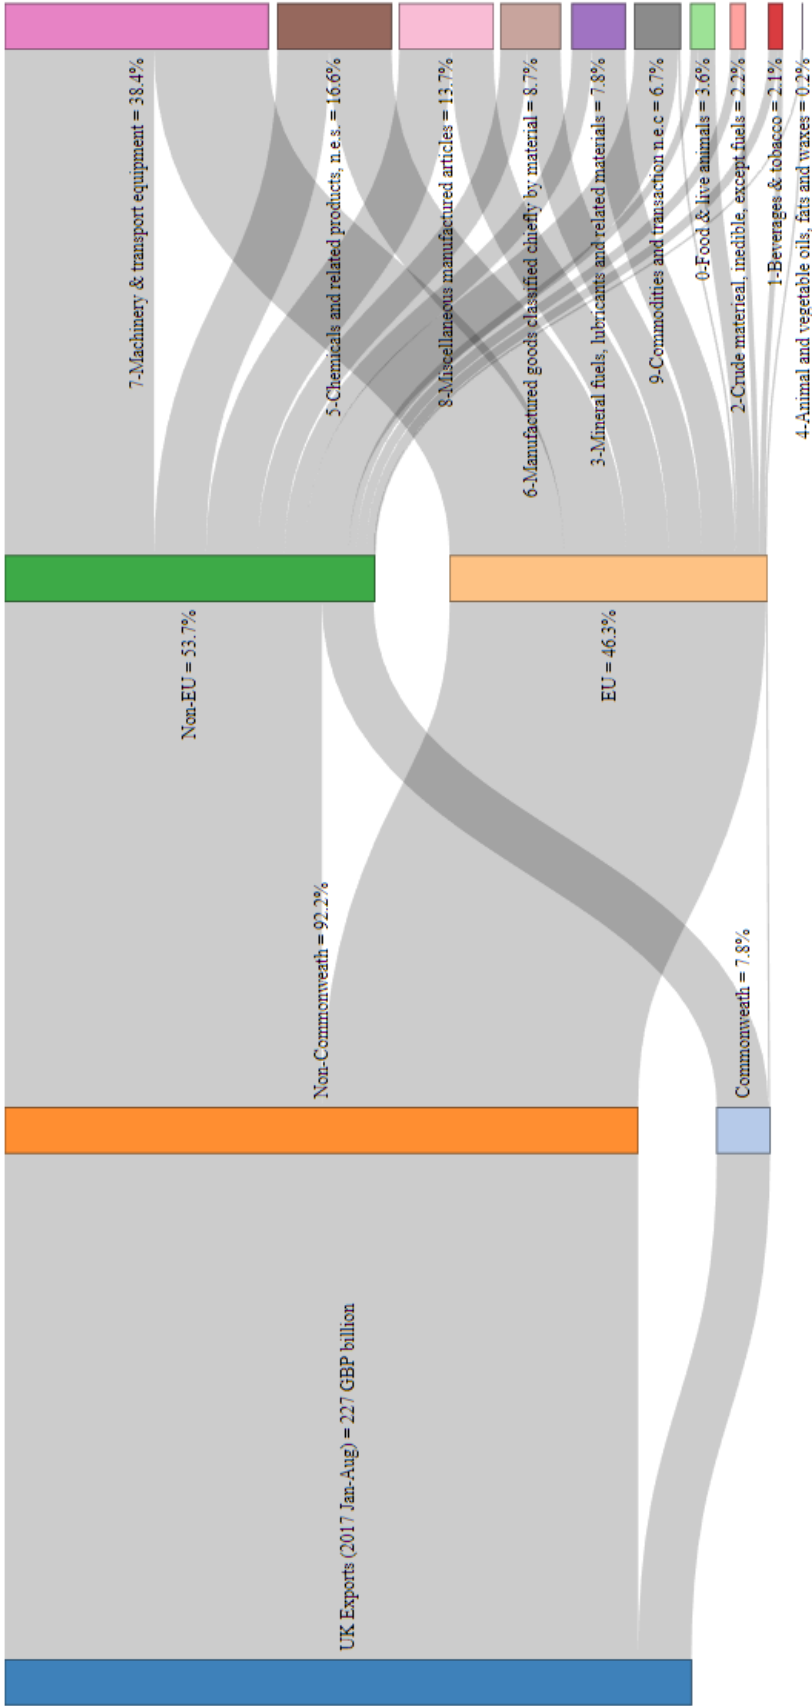 UK Exports (2017 Jan-Aug) = 227 GBP billion
Non-Commonweath = 92.2%
Commonweath = 7.8%
Non-EU = 53.7%
EU = 46.3%
7-Machinery & transport equipment = 38.4%
5-Chemicals and related products, n.e.s. = 16.6%
8-Miscellaneous manufactured articles = 13.7%
6-Manufactured goods classified chiefly by material = 8.7%
3-Mineral fuels, lubricants and related materials = 7.8%
9-Commodities and transaction n.e.c = 6.7%
0-Food & live animals = 3.6%
2-Crude materieal, inedible, except fuels = 2.2%
1-Beverages & tobacco = 2.1%
4-Animal and vegetable oils, fats and waxes = 0.2%